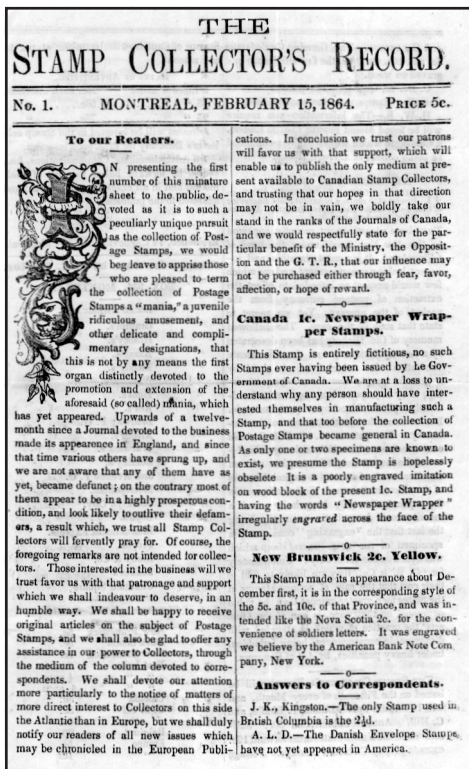 THE
STAMP COLLECTOR'S RECORD.
No. 1. MONTREAL, FEBRUARY 15, 1864. PRICE 5c.
To our Readers.
IN presenting the first
number of this minature
sheet to the public, de-
voted as it is to such a
peculiarly unique pursuit
as the collection of Post-
age Stamps, we would
beg leave to apprise those
who are pleased to term
the collection of Postage
Stamps a "mania," a juvenile
ridiculous amusement, and
other delicate and compli-
mentary designations, that
this is not by any means the first
organ distinctly devoted to the
promotion and extension of the
aforesaid (so called) mania, which
has yet appeared. Upwards of a twelve-
month since a Journal devoted to the business
made its appearance in England, and since
that time various others have sprung up, and
we are not aware that any of them have as
yet, became defunct; on the contrary most of
them appear to be in a highly prosperous con-
dition, and look likely to outlive their defam-
ers, a result which, we trust all Stamp Col-
lectors will fervently pray for. Of course, the
foregoing remarks are not intended for collec-
tors. Those interested in the business will we
trust favor us with that patronage and support
which we shall indeavour to deserve, in an
humble way. We shall be happy to receive
original articles on the subject of Postage
Stamps, and we shall also be glad to offer any
assistance in our power to Collectors, through
the medium of the column devoted to corre-
spondents. We shall devote our attention
more particularly to the notice of matters of
more direct interest to Collectors on this side
the Atlantic than in Europe, but we shall duly
notify our readers of all new issues which
may be chronicled in the European Publi-
cations. In conclusion we trust our patrons
will favor us with that support, which will
enable us to publish the only medium at pre-
sent available to Canadian Stamp Collectors,
and trusting that our hopes in that direction
may not be in vain, we boldly take our
stand in the ranks of the Journals of Canada,
and we would respectfully state for the par-
ticular benefit of the Ministry, the Opposit-
ion and the G. T. R., that our influence may
not be purchased either through fear, favor,
affection, or hope of reward.
Canada 1c. Newspaper Wrap-
per Stamps.
This Stamp is entirely fictitious, no such
Stamps ever having been issued by the Gov-
ernment of Canada. We are at a loss to un-
derstand why any person should have inter-
ested themselves in manufacturing such a
Stamp, and that too before the collection of
Postage Stamps became general in Canada.
As only one or two specimens are known to
exist, we presume the Stamp is hopelessly
obselete It is a poorly engraved imitation
on wood block of the present 1c. Stamp, and
having the words "Newspaper Wrapper"
irregularly engraved across the face of the
Stamp.
New Brunswick 2c. Yellow.
This Stamp made its appearance about De-
cember first, it is in the corresponding style of
the 5c. and 10c. of that Province, and was in-
tended like the Nova Scotia 2c. for the con-
venience of soldiers letters. It was engraved
we believe by the American Bank Note Com
pany, New York.
Answers to Correspondents.
J. K., Kingston.—The only Stamp used in
British Columbia is the 2½d.
A. L. D.—The Danish Envelope Stamps
have not yet appeared in America.